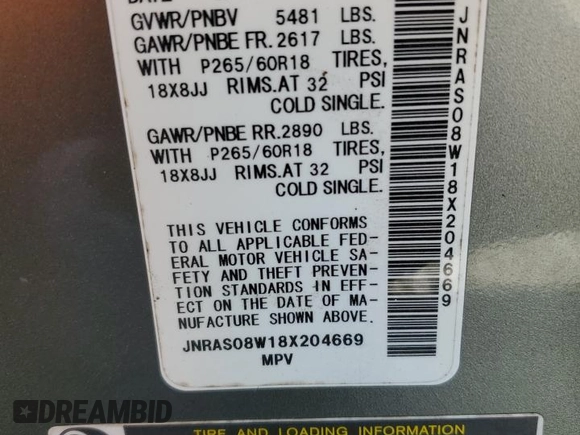 GVWR/PNBV 5481 LBS.
GAWR/PNBE FR. 2617 LBS.
WITH P265/60R18 TIRES,
18X8JJ RIMS.AT 32 PSI
COLD SINGLE.
GAWR/PNBE RR.2890 LBS.
WITH P265/60R18 TIRES,
18X8JJ RIMS.AT 32 PSI
COLD SINGLE.
THIS VEHICLE CONFORMS
TO ALL APPLICABLE FED-
ERAL MOTOR VEHICLE SA-
FETY AND THEFT PREVEN-
TION STANDARDS IN EFF-
ECT ON THE DATE OF MA-
NUFACTURE SHOWN ABOVE.
JNRAS08W18X204669
MPV
JNRAS08W18X204669
TIRE AND LOADING INFORMATION
DREAMBID